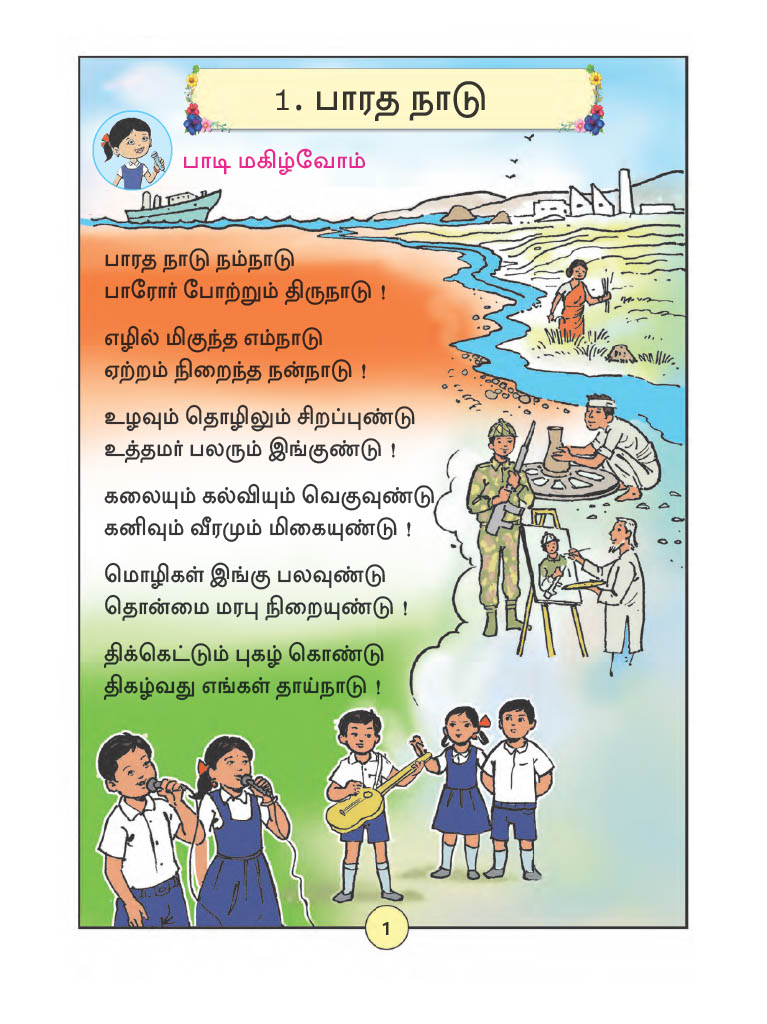 1. பாரத நாடு
பாடி மகிழ்வோம்
பாரத நாடு நம்நாடு
பாரோர் போற்றும் திருநாடு !
எழில் மிகுந்த எம்நாடு
ஏற்றம் நிறைந்த நன்நாடு !
உழவும் தொழிலும் சிறப்புண்டு
உத்தமர் பலரும் இங்குண்டு !
கலையும் கல்வியும் வெகுவுண்டு
கனிவும் வீரமும் மிகையுண்டு !
மொழிகள் இங்கு பலவுண்டு
தொன்மை மரபு நிறையுண்டு !
திக்கெட்டும் புகழ் கொண்டு
திகழ்வது எங்கள் தாய்நாடு !
1